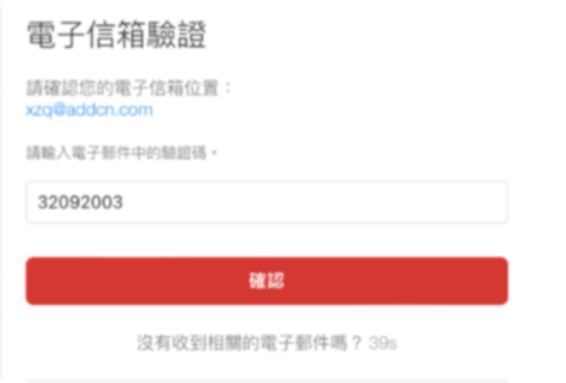 電子信箱驗證
請確認您的電子信箱位置：
xzq@addcn.com
請輸入電子郵件中的驗證碼。
32092003
確認
沒有收到相關的電子郵件嗎？39s